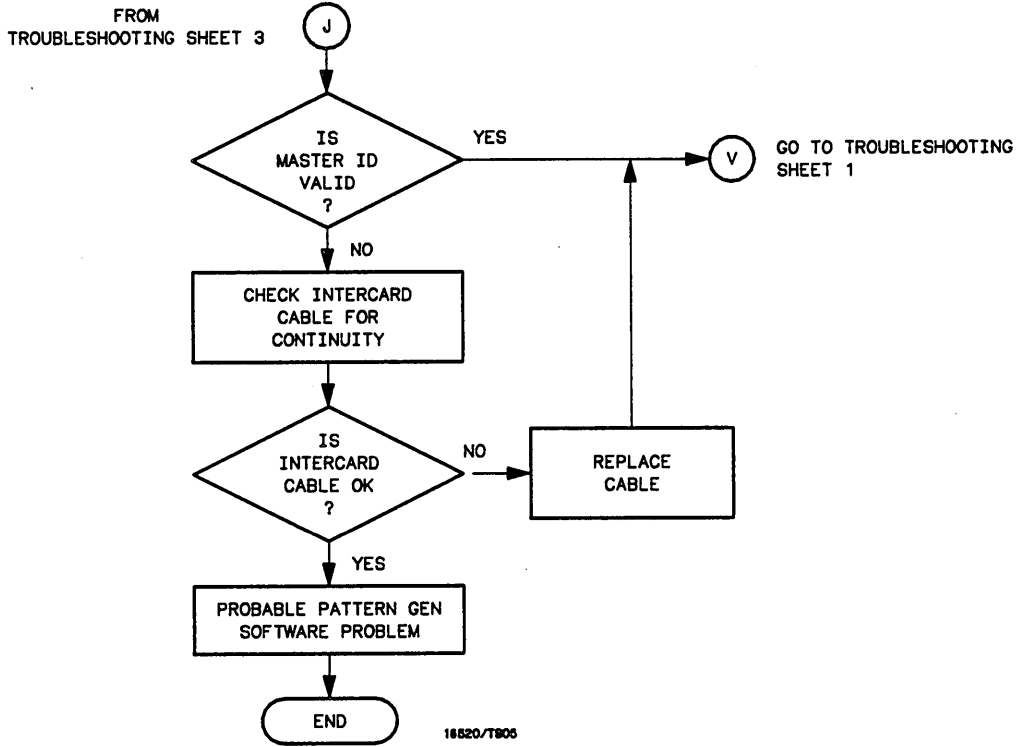 FROM
TROUBLESHOOTING SHEET 3
J
IS
MASTER ID
VALID
?
YES
V
GO TO TROUBLESHOOTING
SHEET 1
NO
CHECK INTERCARD
CABLE FOR
CONTINUITY
IS
INTERCARD
CABLE OK
?
NO
REPLACE
CABLE
YES
PROBABLE PATTERN GEN
SOFTWARE PROBLEM
END
16520/T805